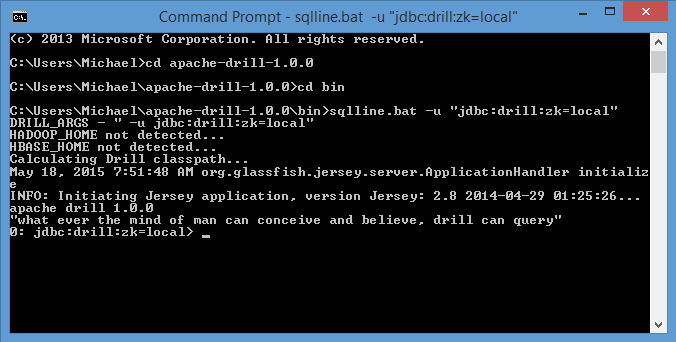 Command Prompt - sqlline.bat -u "jdbc:drill:zk=local"
(c) 2013 Microsoft Corporation. All rights reserved.
C:\Users\Michael>cd apache-drill-1.0.0
C:\Users\Michael\apache-drill-1.0.0>cd bin
C:\Users\Michael\apache-drill-1.0.0\bin>sqlline.bat -u "jdbc:drill:zk=local"
DRILL_ARGS - " -u jdbc:drill:zk=local"
HADOOP_HOME not detected...
HBASE_HOME not detected...
Calculating Drill classpath...
May 18, 2015 7:51:48 AM org.glassfish.jersey.server.ApplicationHandler initializ
e
INFO: Initiating Jersey application, version Jersey: 2.8 2014-04-29 01:25:26...
apache drill 1.0.0
"what ever the mind of man can conceive and believe, drill can query"
0: jdbc:drill:zk=local> _